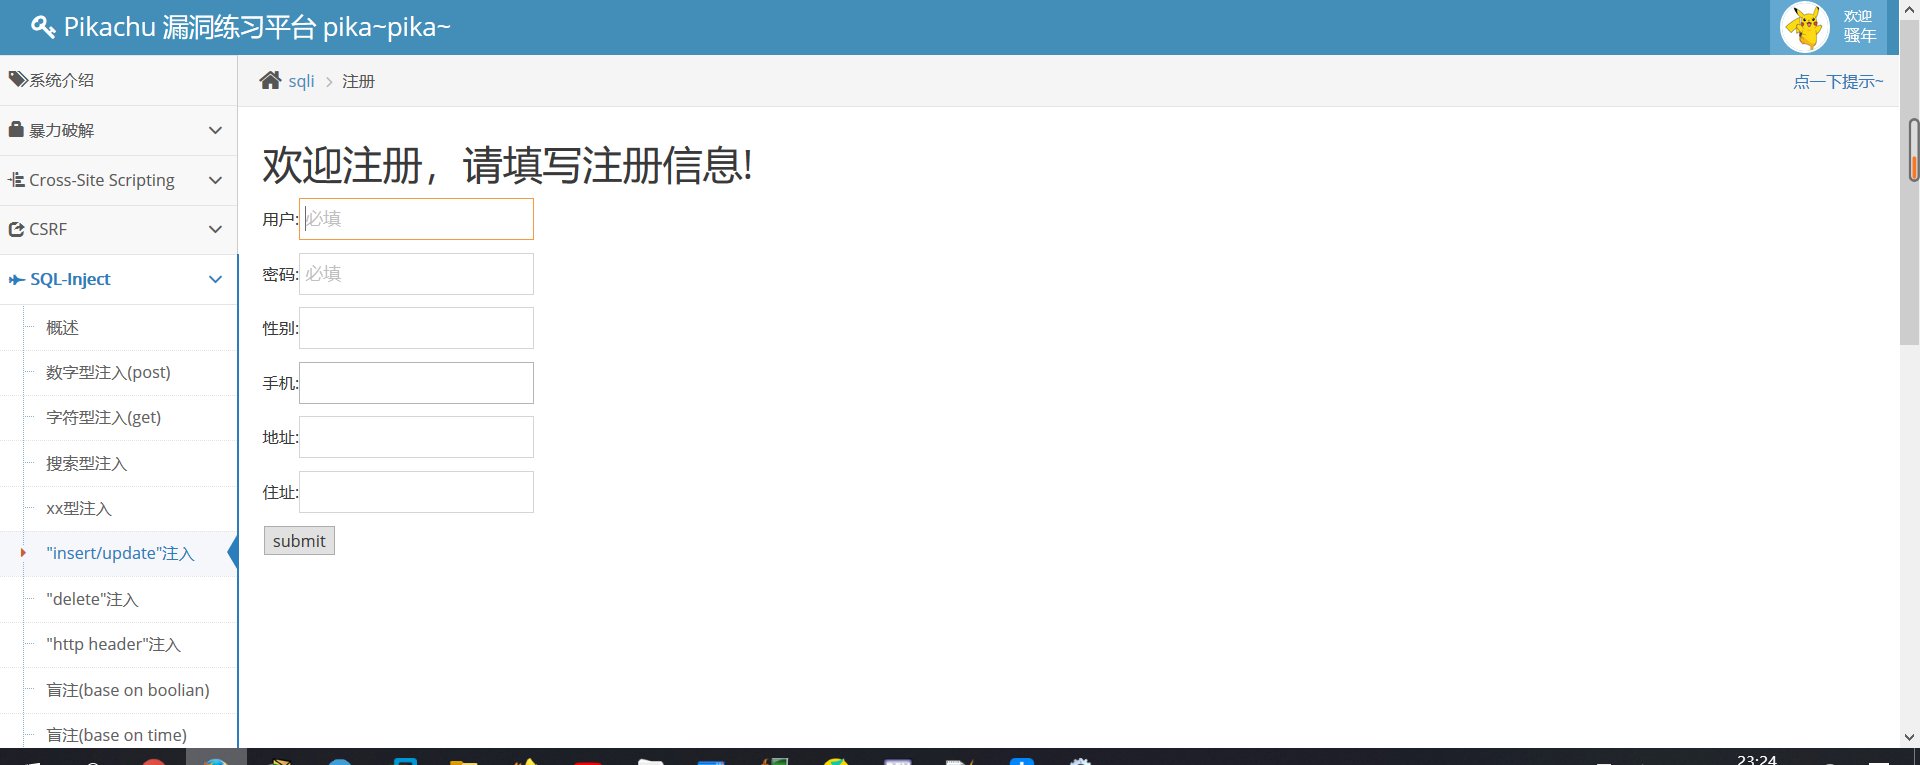 Pikachu 漏洞练习平台 pika~pika~
欢迎
骚年
系统介绍
暴力破解
Cross-Site Scripting
CSRF
SQL-Inject
概述
数字型注入(post)
字符型注入(get)
搜索型注入
xx型注入
"insert/update"注入
"delete"注入
"http header"注入
盲注(base on boolian)
盲注(base on time)
sqli > 注册
点一下提示~
欢迎注册，请填写注册信息!
用户:必填
密码:必填
性别:
手机:
地址:
住址:
submit
23:24